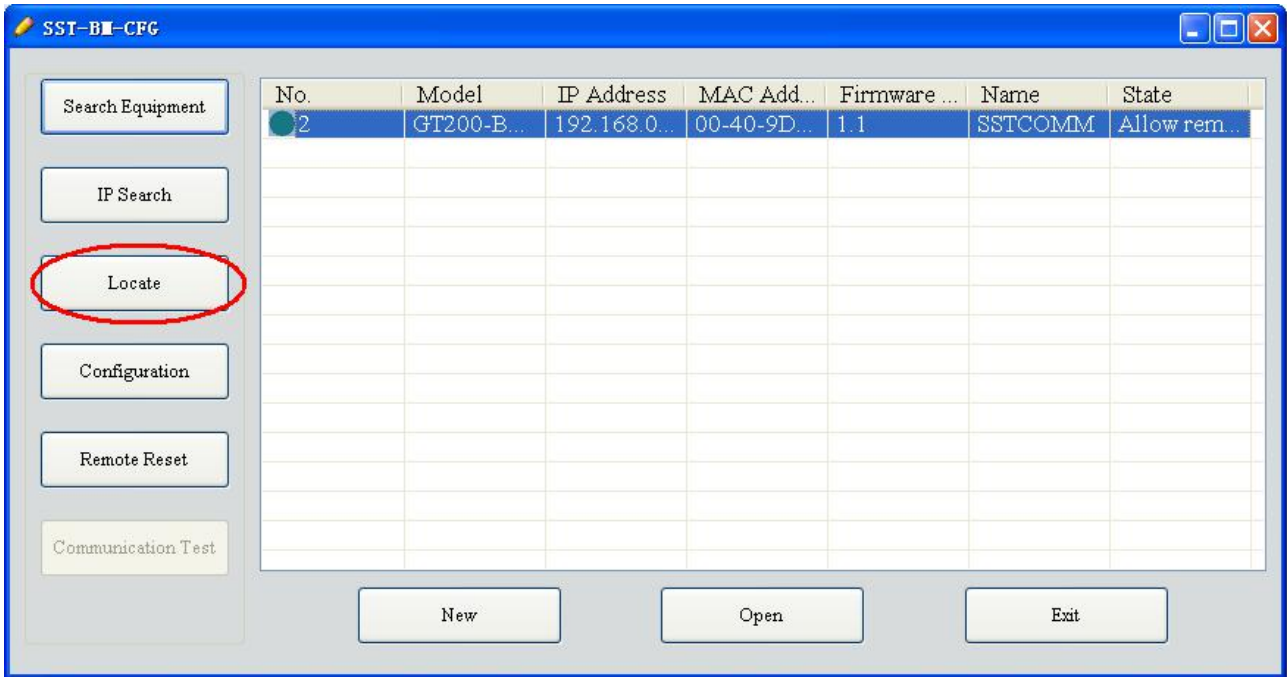 SST-BM-CFG
Search Equipment
IP Search
Locate
Configuration
Remote Reset
Communication Test
No. Model IP Address MAC Add... Firmware ... Name State
2 GT200-B... 192.168.0... 00-40-9D... 1.1 SSTCOMM Allow rem...
New Open Exit